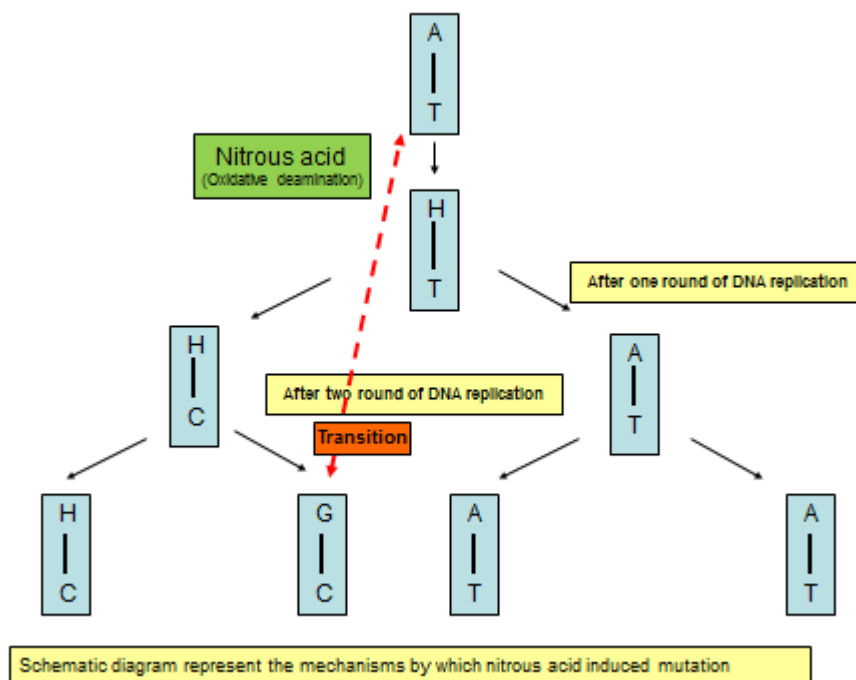 A
T
Nitrous acid
(Oxidative deamination)
H
T
After one round of DNA replication
H
C
A
T
After two round of DNA replication
Transition
H
C
G
C
A
T
A
T
Schematic diagram represent the mechanisms by which nitrous acid induced mutation